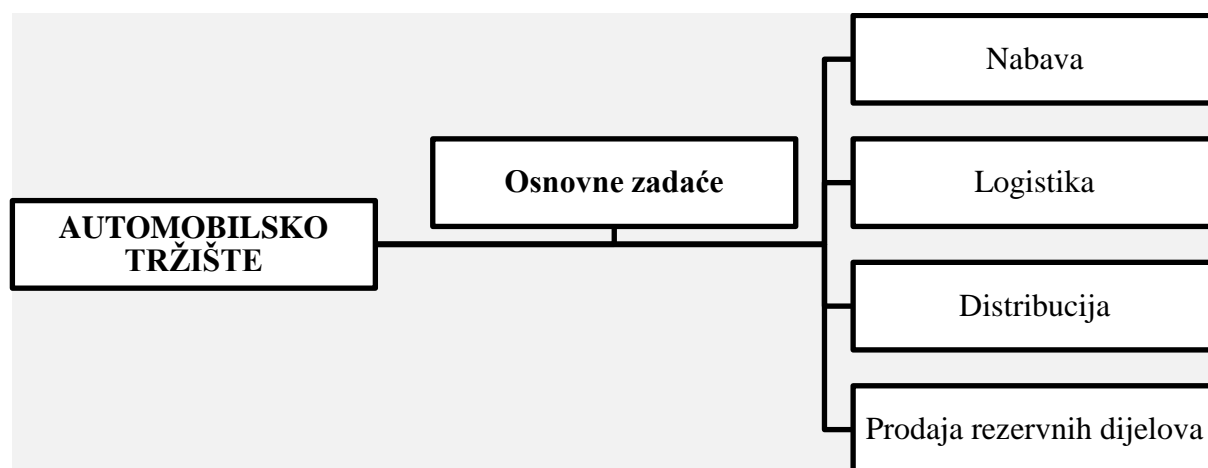 AUTOMOBILSKO
TRŽIŠTE
Osnovne zadaće
Nabava
Logistika
Distribucija
Prodaja rezervnih dijelova